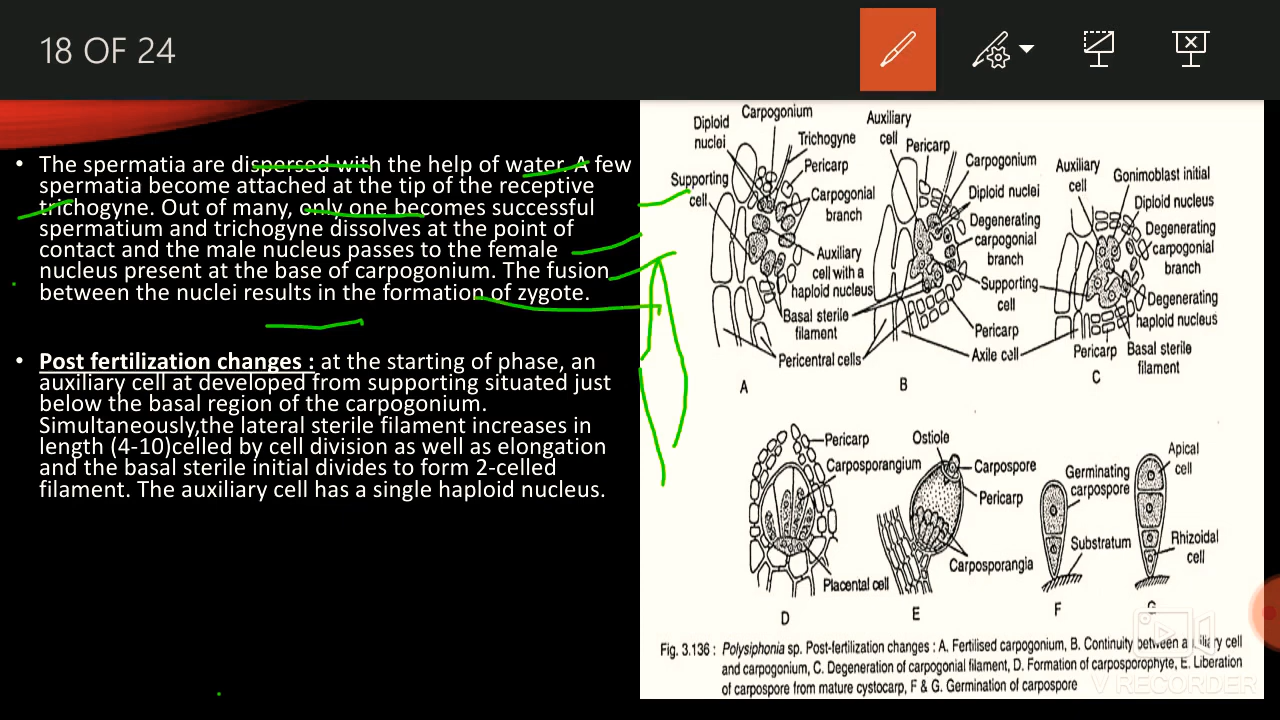 18 OF 24
• The spermatia are dispersed with the help of water. A few
spermatia become attached at the tip of the receptive
trichogyne. Out of many, only one becomes successful
spermatium and trichogyne dissolves at the point of
contact and the male nucleus passes to the female
nucleus present at the base of carpogonium. The fusion
between the nuclei results in the formation of zygote.
• Post fertilization changes : at the starting of phase, an
auxiliary cell at developed from supporting situated just
below the basal region of the carpogonium.
Simultaneously,the lateral sterile filament increases in
length (4-10)celled by cell division as well as elongation
and the basal sterile initial divides to form 2-celled
filament. The auxiliary cell has a single haploid nucleus.
Diploid
nuclei
Carpogonium
Trichogyne
Pericarp
Supporting
cell
Carpogonial
branch
Auxiliary
cell with a
haploid nucleus
Basal sterile
filament
Pericentral cells
A
Auxiliary
cell
Pericarp
Carpogonium
Diploid nuclei
Degenerating
carpogonial
branch
Supporting
cell
Pericarp
Axile cell
B
Auxiliary
cell
Gonimoblast initial
Diploid nucleus
Degenerating
carpogonial
branch
Degenerating
haploid nucleus
Pericarp
Basal sterile
filament
C
Pericarp
Carposporangium
Placental cell
D
Ostiole
Carpospore
Pericarp
Carposporangia
E
Germinating
carpospore
Substratum
F
Apical
cell
Rhizoidal
cell
G
Fig. 3.136 : Polysiphonia sp. Post-fertilization changes : A. Fertilised carpogonium, B. Continuity between auxiliary cell
and carpogonium, C. Degeneration of carpogonial filament, D. Formation of carposporophyte, E. Liberation
of carpospore from mature cystocarp, F & G. Germination of carpospore
V RECORDER